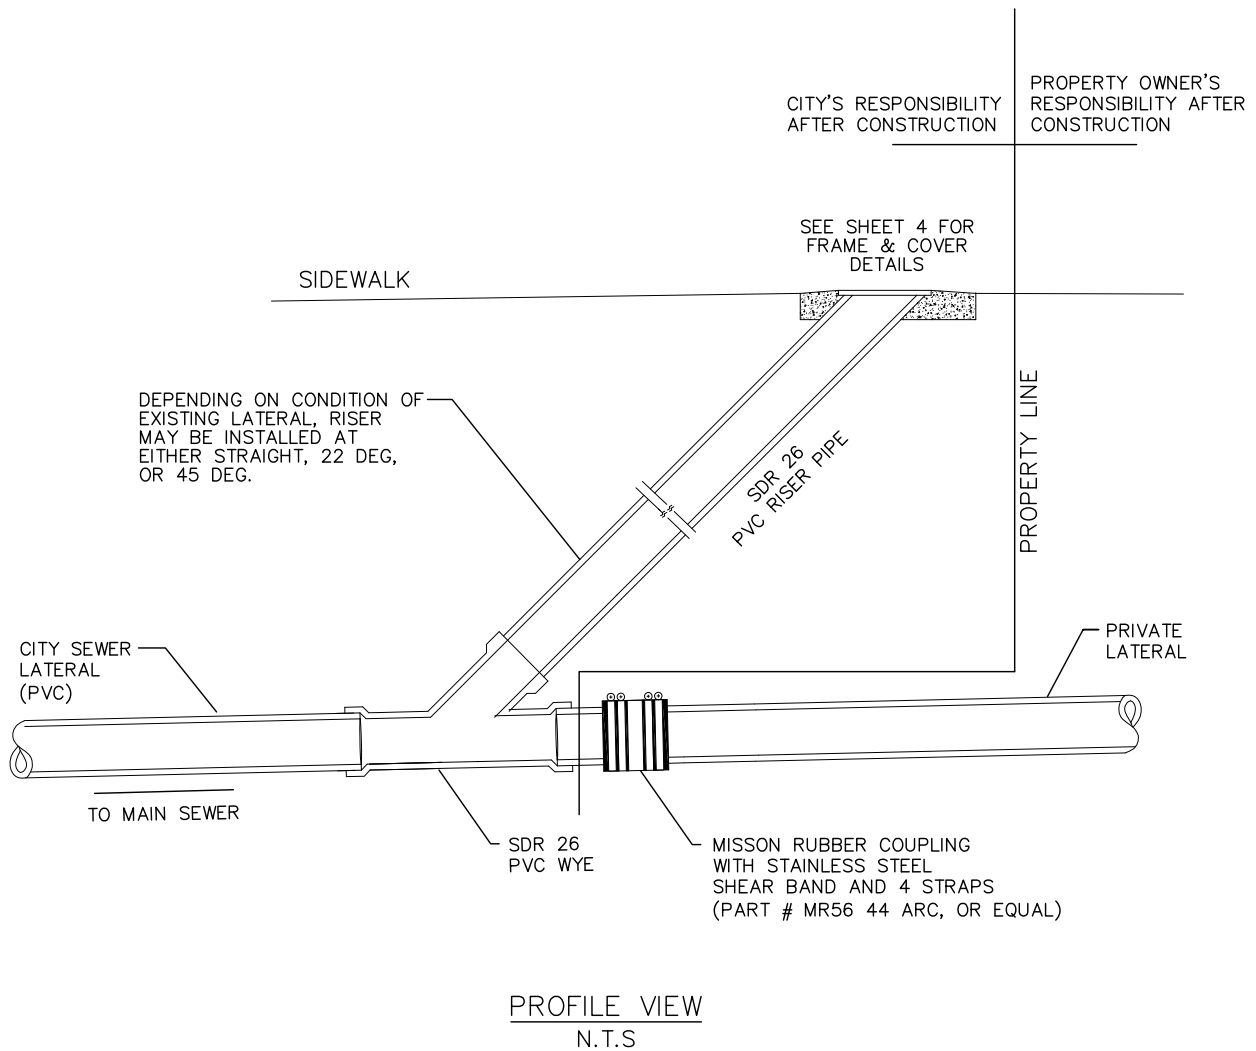 CITY'S RESPONSIBILITY
AFTER CONSTRUCTION
PROPERTY OWNER'S
RESPONSIBILITY AFTER
CONSTRUCTION
SEE SHEET 4 FOR
FRAME & COVER
DETAILS
SIDEWALK
DEPENDING ON CONDITION OF
EXISTING LATERAL, RISER
MAY BE INSTALLED AT
EITHER STRAIGHT, 22 DEG,
OR 45 DEG.
SDR 26
PVC RISER PIPE
PROPERTY LINE
CITY SEWER
LATERAL
(PVC)
PRIVATE
LATERAL
TO MAIN SEWER
SDR 26
PVC WYE
MISSON RUBBER COUPLING
WITH STAINLESS STEEL
SHEAR BAND AND 4 STRAPS
(PART # MR56 44 ARC, OR EQUAL)
PROFILE VIEW
N.T.S